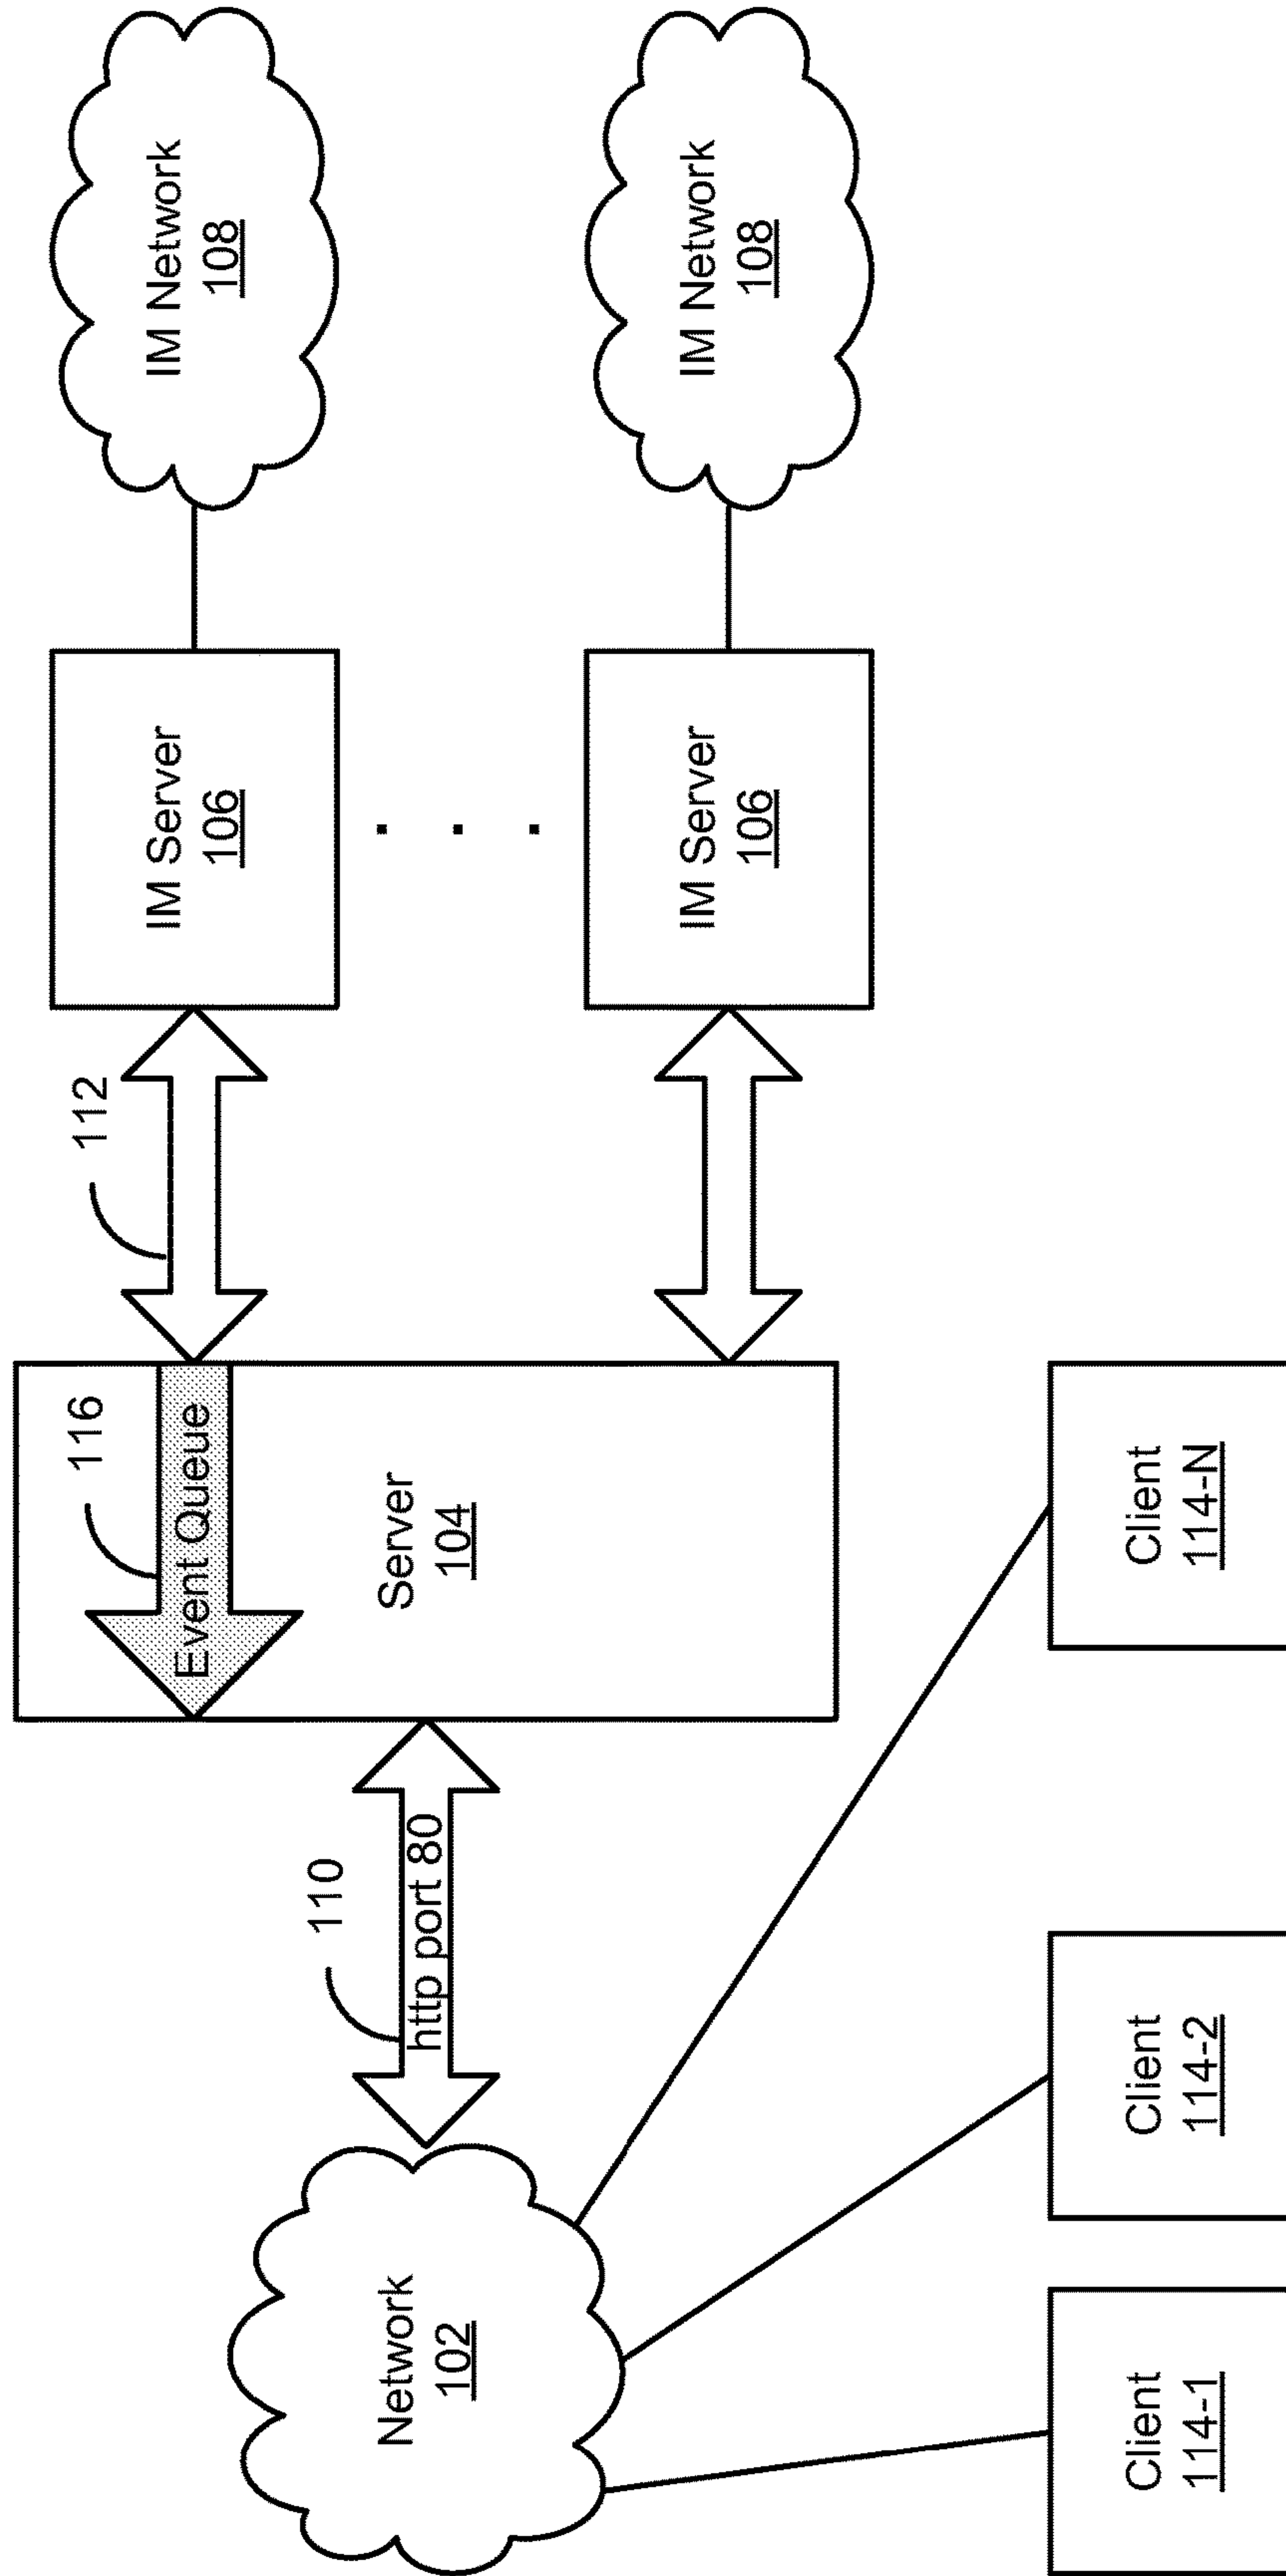 116
112
Event Queue
IM Server
106
IM Network
108
110
http port 80
Network
102
Server
104
. . .
IM Server
106
IM Network
108
Client
114-1
Client
114-2
Client
114-N